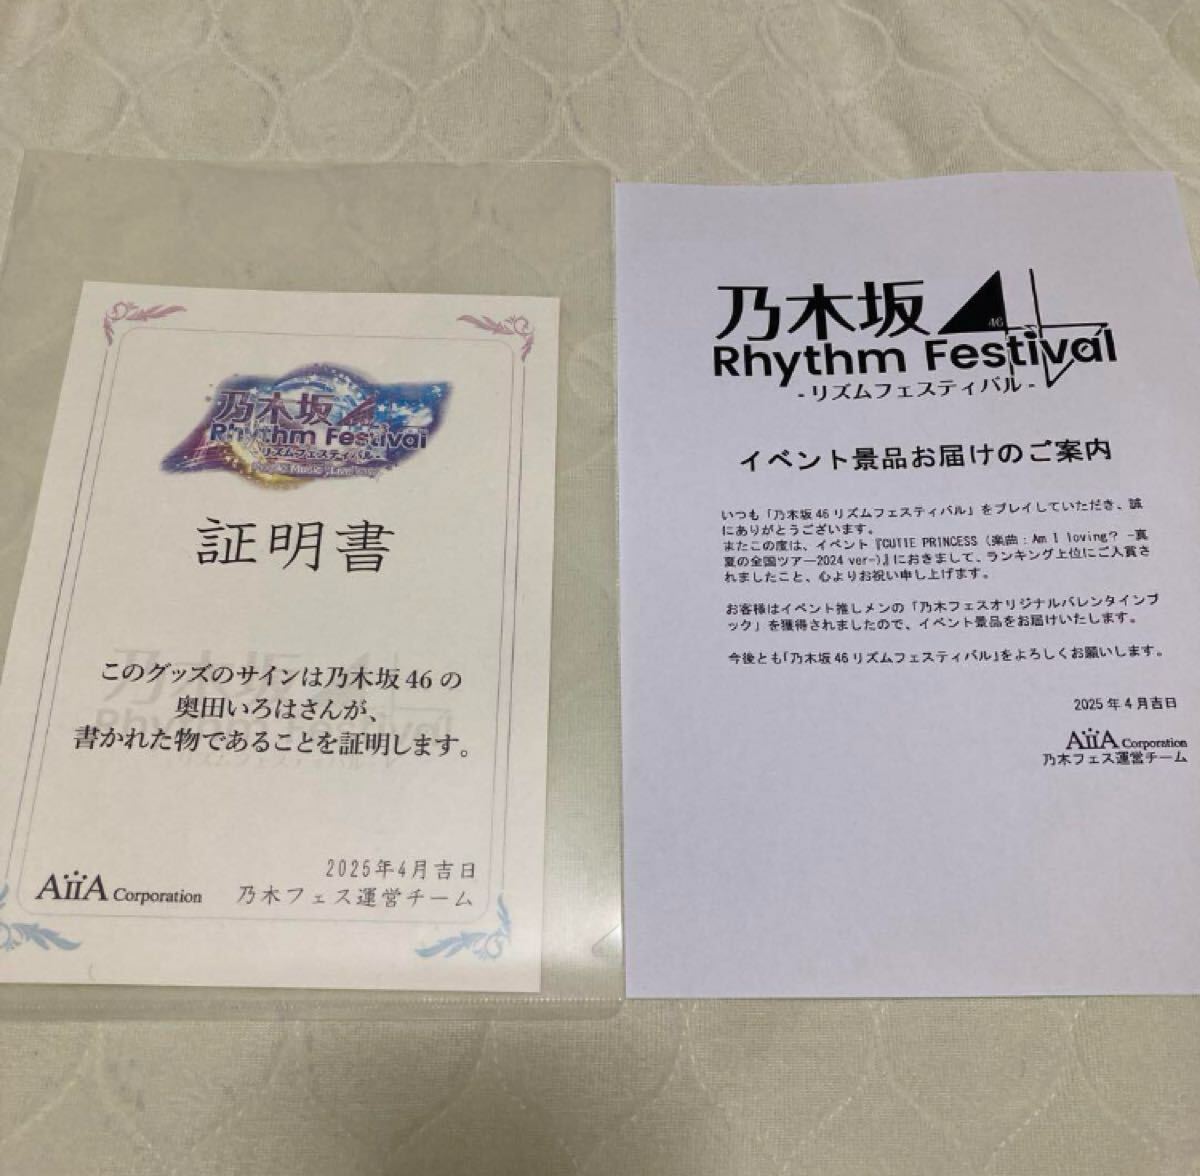 乃木坂46
Rhythm Festival
-リズムフェスティバル-
証明書
このグッズのサインは乃木坂46の
奥田いろはさんが、
書かれた物であることを証明します。
2025年4月吉日
AiiA Corporation
乃木フェス運営チーム
乃木坂46
Rhythm Festival
-リズムフェスティバル-
イベント景品お届けのご案内
いつも「乃木坂46リズムフェスティバル」をプレイしていただき、誠
にありがとうございます。
またこの度は、イベント『CUTIE PRINCESS（楽曲：Am I loving? -真
夏の全国ツアー2024 ver-）』におきまして、ランキング上位にご入賞さ
れましたこと、心よりお祝い申し上げます。
お客様はイベント推しメンの「乃木フェスオリジナルバレンタインブ
ック」を獲得されましたので、イベント景品をお届けいたします。
今後とも「乃木坂46リズムフェスティバル」をよろしくお願いします。
2025年4月吉日
AiiA Corporation
乃木フェス運営チーム